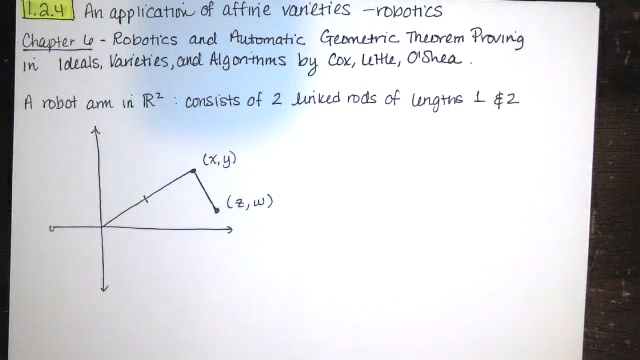 1.2.4 An application of affine varieties - robotics
Chapter 6 - Robotics and Automatic Geometric Theorem Proving
in Ideals, Varieties, and Algorithms by Cox, Little, O'Shea.
A robot arm in ℝ² : consists of 2 linked rods of lengths 1 & 2
(x,y)
(z,w)